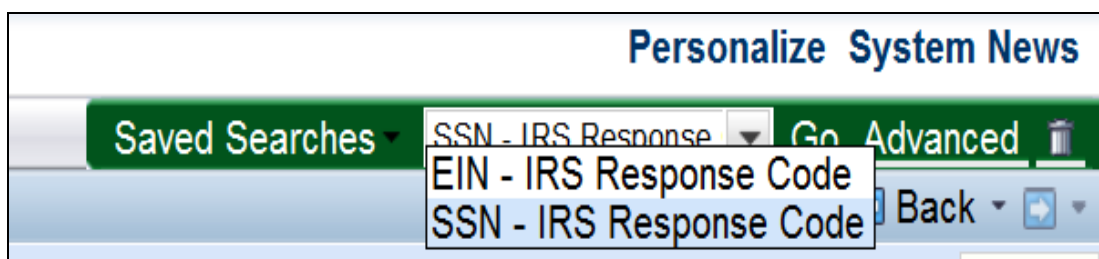 Personalize System News
Saved Searches SSN - IRS Response Go Advanced
EIN - IRS Response Code
SSN - IRS Response Code Back